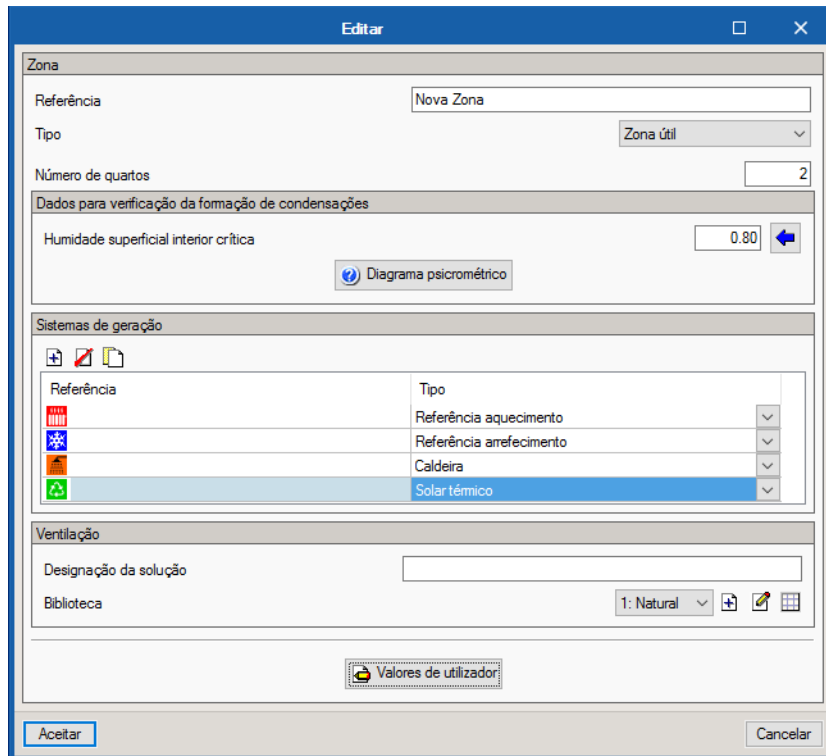 Editar
Zona
Referência Nova Zona
Tipo Zona útil
Número de quartos 2
Dados para verificação da formação de condensações
Humidade superficial interior crítica 0.80
Diagrama psicrométrico
Sistemas de geração
Referência Tipo
Referência aquecimento
Referência arrefecimento
Caldeira
Solar térmico
Ventilação
Designação da solução
Biblioteca 1: Natural
Valores de utilizador
Aceitar Cancelar